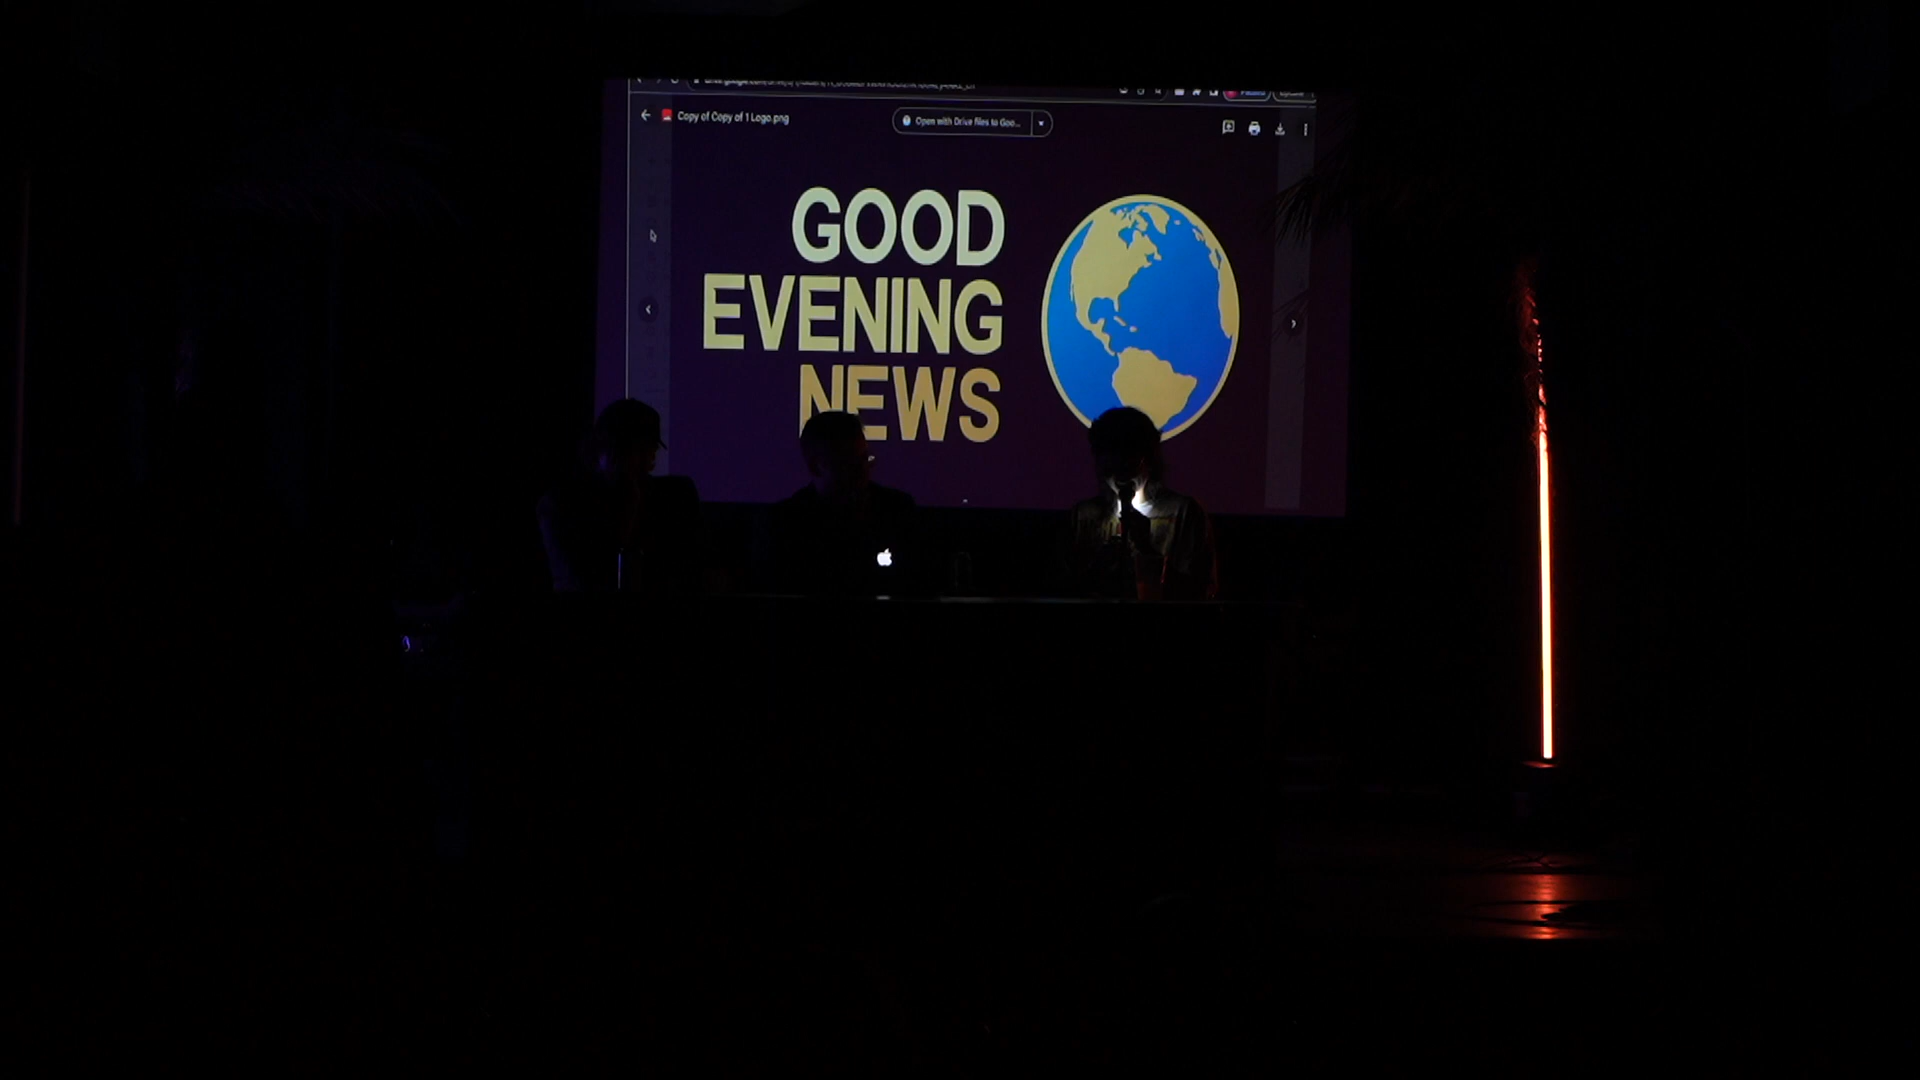 Copy of Copy of 1 Logo.png
Open with Drive files to Goo...
GOOD
EVENING
NEWS